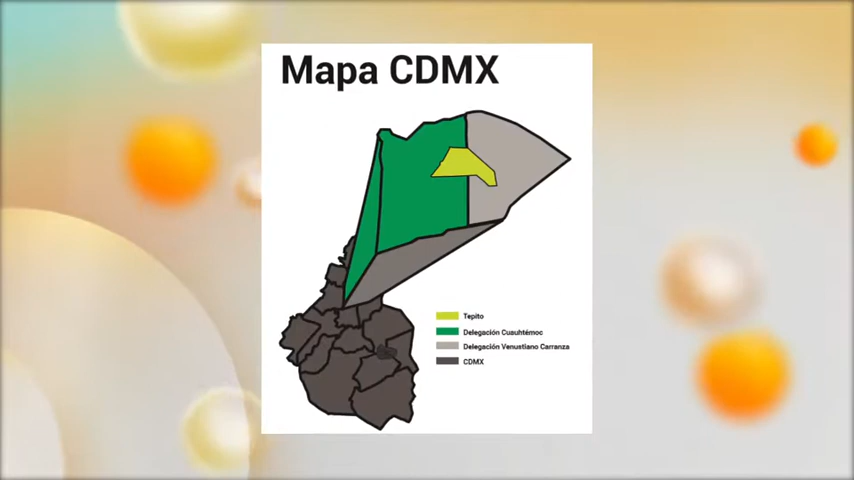 Mapa CDMX
Tepito
Delegación Cuauhtémoc
Delegación Venustiano Carranza
CDMX